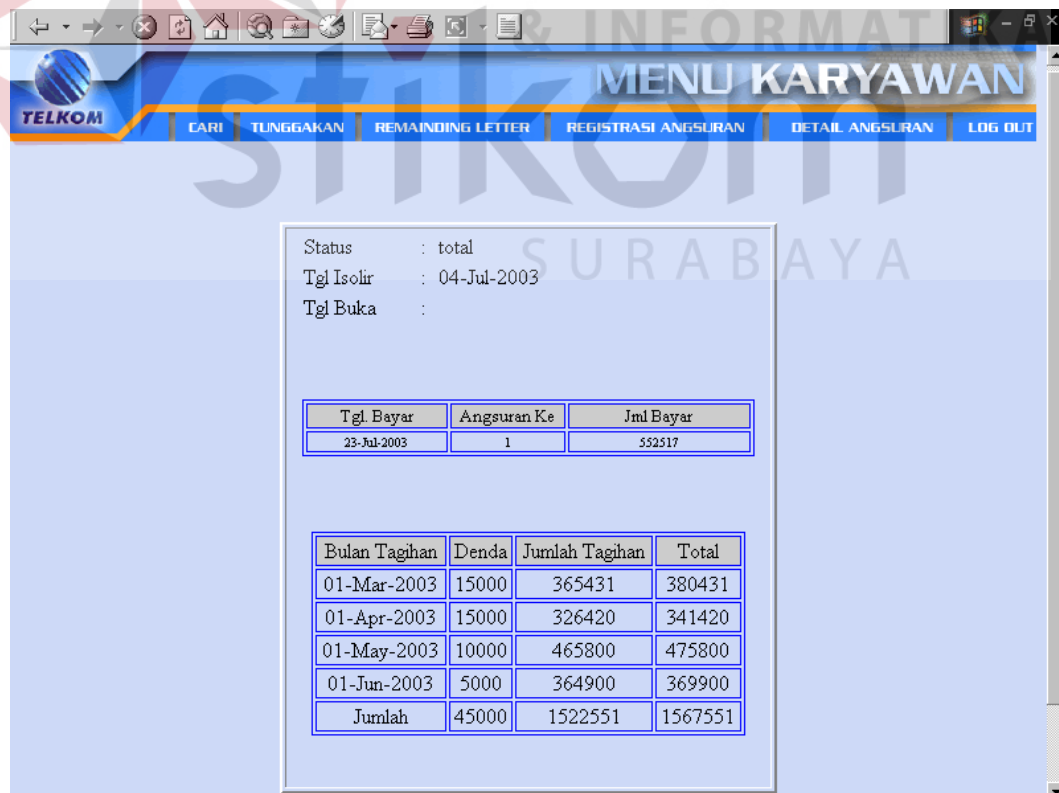 & INFORMATIKA
stikom
SURABAYA
MENU KARYAWAN
TELKOM
CARI TUNGGAKAN REMAINDING LETTER REGISTRASI ANGSURAN DETAIL ANGSURAN LOG OUT
Status : total
Tgl Isolir : 04-Jul-2003
Tgl Buka :
Tgl. Bayar Angsuran Ke Jml Bayar
23-Jul-2003 1 552517
Bulan Tagihan Denda Jumlah Tagihan Total
01-Mar-2003 15000 365431 380431
01-Apr-2003 15000 326420 341420
01-May-2003 10000 465800 475800
01-Jun-2003 5000 364900 369900
Jumlah 45000 1522551 1567551